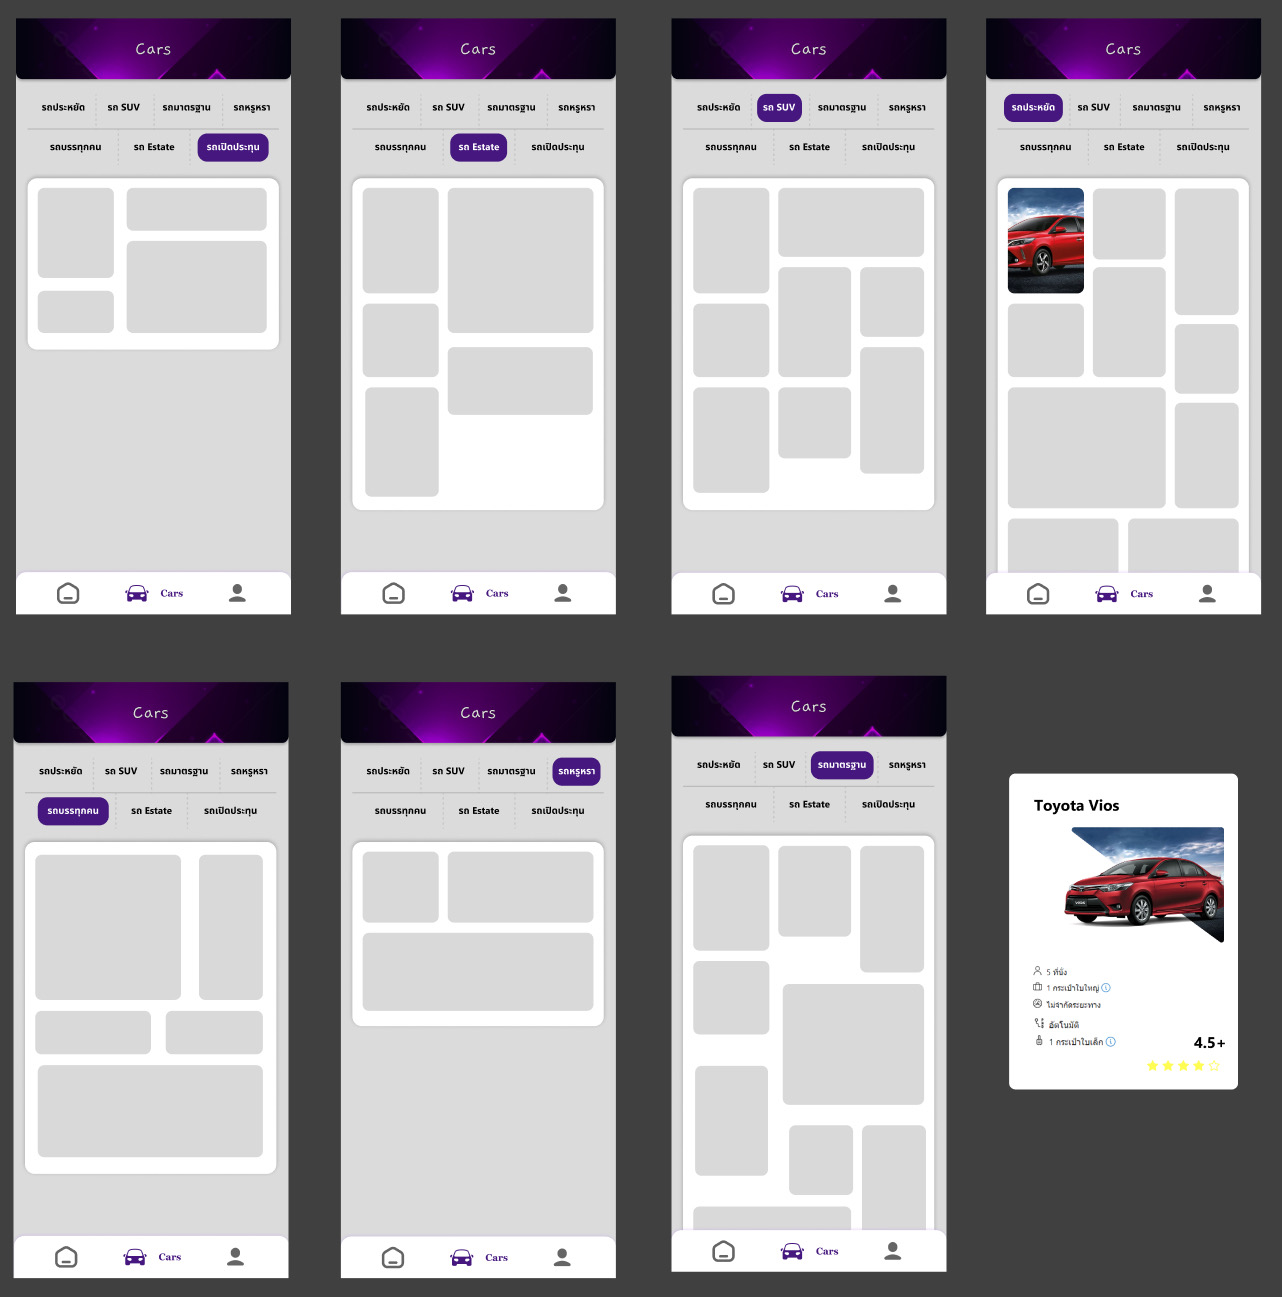 Cars
รถประหยัด รถ SUV รถมาตรฐาน รถหรูหรา
รถบรรทุกคน รถ Estate รถเปิดประทุน
Cars
Cars
รถประหยัด รถ SUV รถมาตรฐาน รถหรูหรา
รถบรรทุกคน รถ Estate รถเปิดประทุน
Cars
Cars
รถประหยัด รถ SUV รถมาตรฐาน รถหรูหรา
รถบรรทุกคน รถ Estate รถเปิดประทุน
Cars
Cars
รถประหยัด รถ SUV รถมาตรฐาน รถหรูหรา
รถบรรทุกคน รถ Estate รถเปิดประทุน
Cars
Cars
รถประหยัด รถ SUV รถมาตรฐาน รถหรูหรา
รถบรรทุกคน รถ Estate รถเปิดประทุน
Cars
Cars
รถประหยัด รถ SUV รถมาตรฐาน รถหรูหรา
รถบรรทุกคน รถ Estate รถเปิดประทุน
Cars
Cars
รถประหยัด รถ SUV รถมาตรฐาน รถหรูหรา
รถบรรทุกคน รถ Estate รถเปิดประทุน
Cars
Toyota Vios
VIOS
5 ที่นั่ง
1 กระเป๋าใบใหญ่
ไม่จำกัดระยะทาง
อัตโนมัติ
1 กระเป๋าใบเล็ก
4.5+